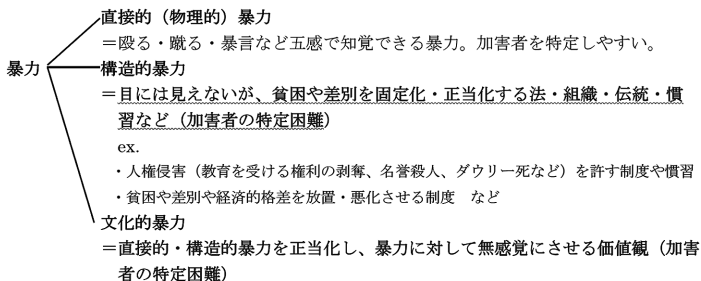 直接的（物理的）暴力
＝殴る・蹴る・暴言など五感で知覚できる暴力。加害者を特定しやすい。
暴力
構造的暴力
＝目には見えないが、貧困や差別を固定化・正当化する法・組織・伝統・慣
習など（加害者の特定困難）
ex.
・人権侵害（教育を受ける権利の剥奪、名誉殺人、ダウリー死など）を許す制度や慣習
・貧困や差別や経済的格差を放置・悪化させる制度　など
文化的暴力
＝直接的・構造的暴力を正当化し、暴力に対して無感覚にさせる価値観（加害
者の特定困難）